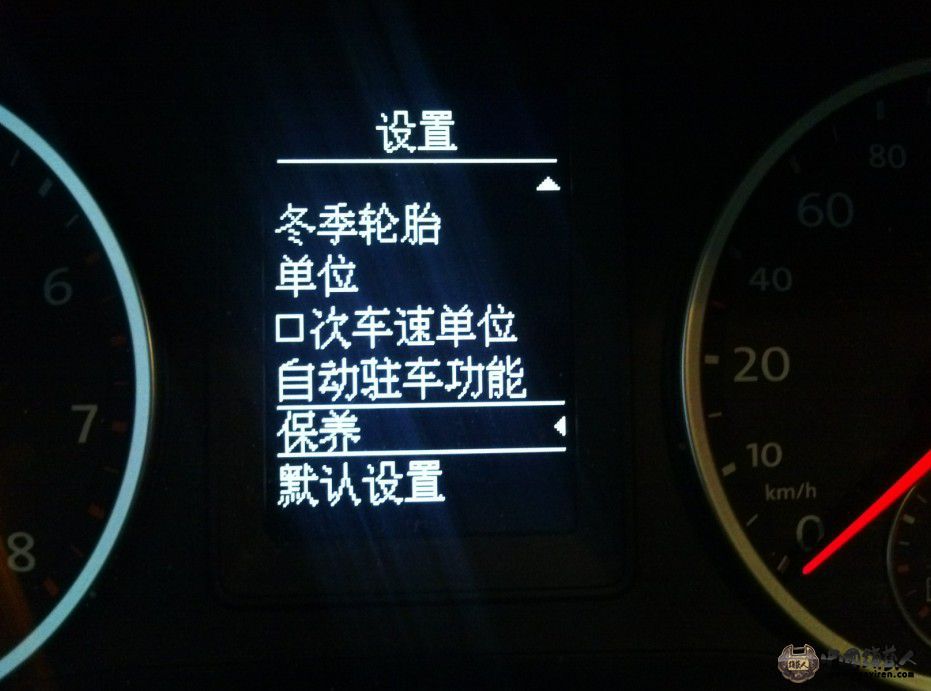 设置
冬季轮胎
单位
□次车速单位
自动驻车功能
保养
默认设置
6
7
8
80
60
40
20
10
km/h
0